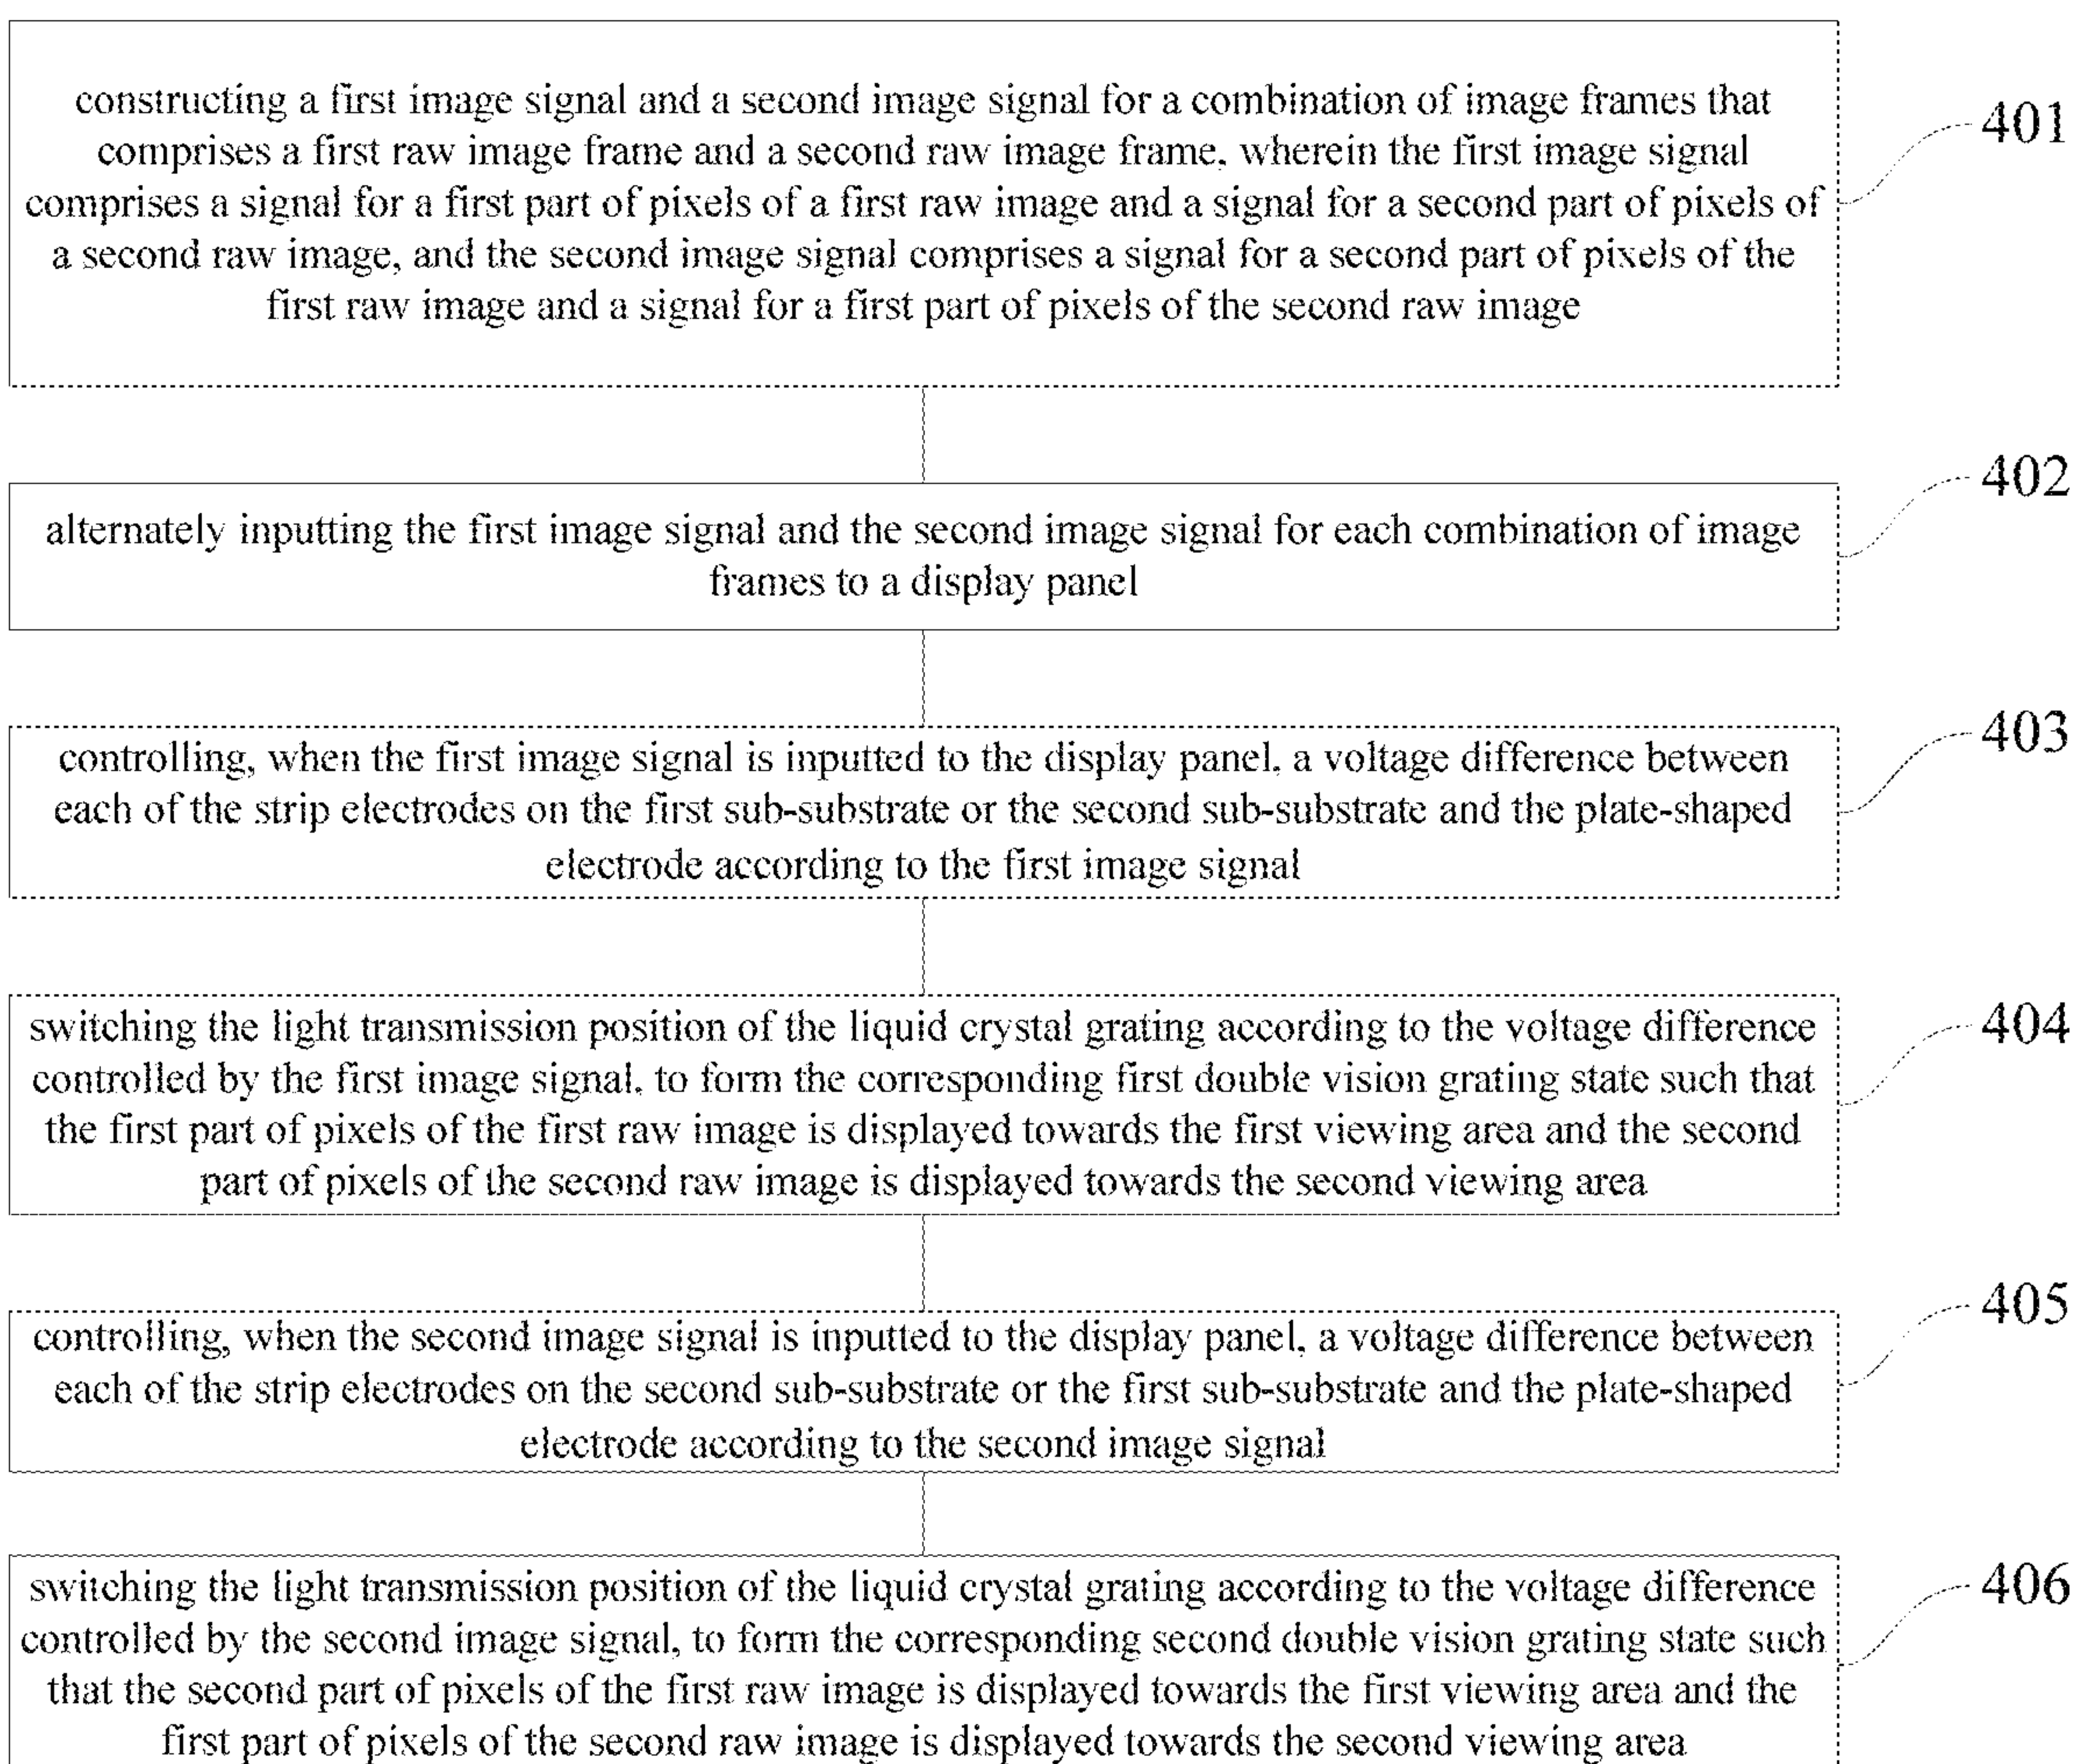 constructing a first image signal and a second image signal for a combination of image frames that
comprises a first raw image frame and a second raw image frame, wherein the first image signal
comprises a signal for a first part of pixels of a first raw image and a signal for a second part of pixels of
a second raw image, and the second image signal comprises a signal for a second part of pixels of the
first raw image and a signal for a first part of pixels of the second raw image
401
alternately inputting the first image signal and the second image signal for each combination of image
frames to a display panel
402
controlling, when the first image signal is inputted to the display panel, a voltage difference between
each of the strip electrodes on the first sub-substrate or the second sub-substrate and the plate-shaped
electrode according to the first image signal
403
switching the light transmission position of the liquid crystal grating according to the voltage difference
controlled by the first image signal, to form the corresponding first double vision grating state such that
the first part of pixels of the first raw image is displayed towards the first viewing area and the second
part of pixels of the second raw image is displayed towards the second viewing area
404
controlling, when the second image signal is inputted to the display panel, a voltage difference between
each of the strip electrodes on the second sub-substrate or the first sub-substrate and the plate-shaped
electrode according to the second image signal
405
switching the light transmission position of the liquid crystal grating according to the voltage difference
controlled by the second image signal, to form the corresponding second double vision grating state such
that the second part of pixels of the first raw image is displayed towards the first viewing area and the
first part of pixels of the second raw image is displayed towards the second viewing area
406